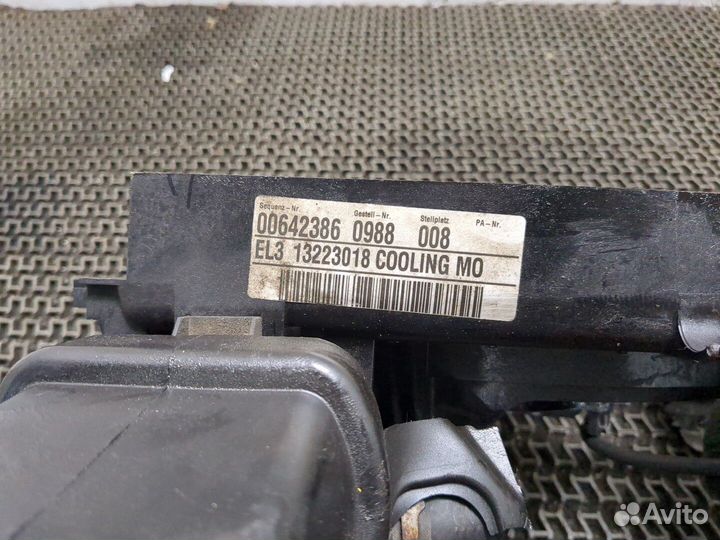 Sequenz-Nr. Gestell-Nr. Stellplatz PA-Nr.
00642386 0988 008
EL3 13223018 COOLING MO
Avito